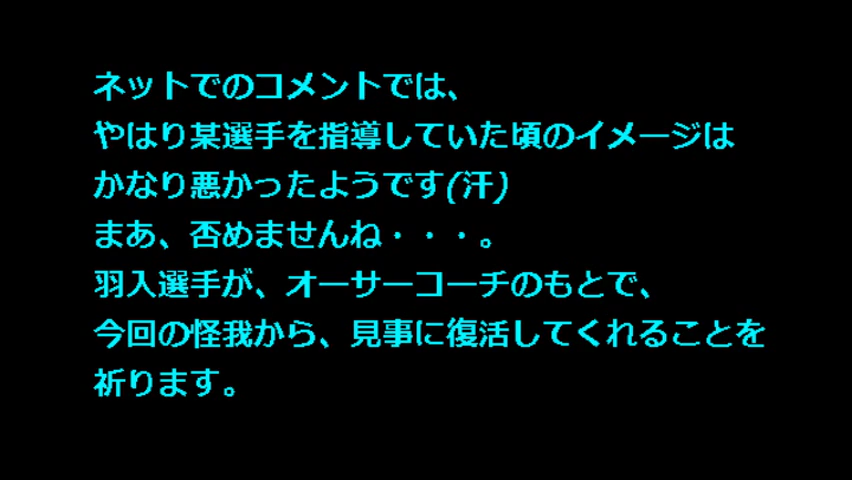 ネットでのコメントでは、
やはり某選手を指導していた頃のイメージは
かなり悪かったようです(汗)
まあ、否めませんね・・・。
羽入選手が、オーサーコーチのもとで、
今回の怪我から、見事に復活してくれることを
祈ります。